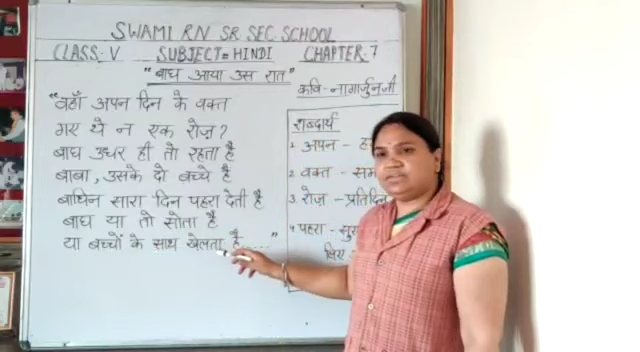 SWAMI RN SR SEC SCHOOL
CLASS-V SUBJECT=HINDI CHAPTER-7
"बाघ आया उस रात"
कवि-नागार्जुन जी
"वहाँ अपन दिन के वक्त
गए थे न एक रोज़?
बाघ उधर ही तो रहता है
बाबा, उसके दो बच्चे है
बाघिन सारा दिन पहरा देती है
बाघ या तो सोता है
या बच्चों के साथ खेलता है...."
शब्दार्थ
1. अपन - ह
2. वक्त - सम
3. रोज़ - प्रतिदिन
4. पहरा - सुर
लिए